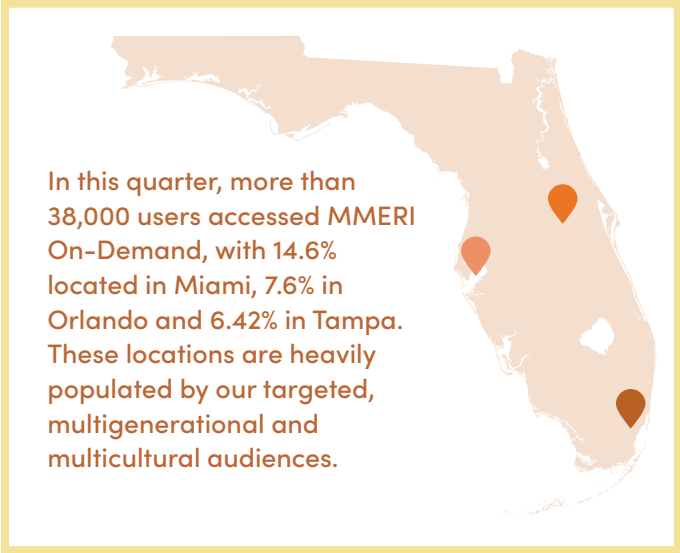 In this quarter, more than
38,000 users accessed MMERI
On-Demand, with 14.6%
located in Miami, 7.6% in
Orlando and 6.42% in Tampa.
These locations are heavily
populated by our targeted,
multigenerational and
multicultural audiences.